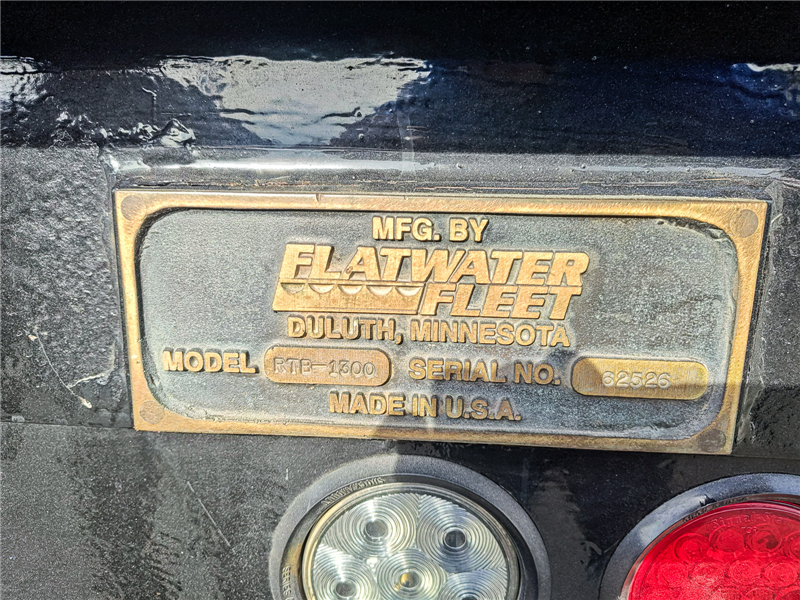 MFG. BY
FLATWATER
FLEET
DULUTH, MINNESOTA
MODEL RTB-1300 SERIAL NO. 62526
MADE IN U.S.A.